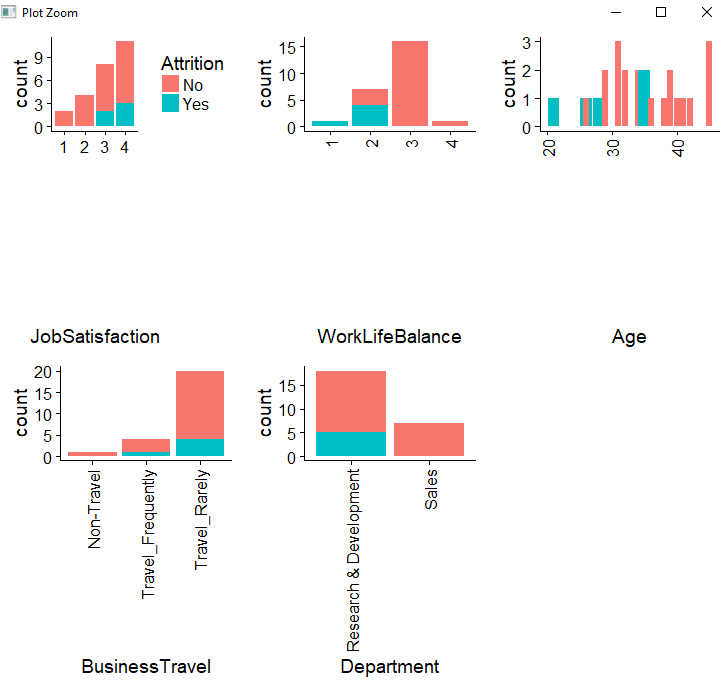 Plot Zoom
count
9
6
3
0
1 2 3 4
Attrition
No
Yes
JobSatisfaction
count
15
10
5
0
1 2 3 4
WorkLifeBalance
count
3
2
1
0
20 30 40
Age
count
20
15
10
5
0
Non-Travel
Travel_Frequently
Travel_Rarely
BusinessTravel
count
15
10
5
0
Research & Development
Sales
Department